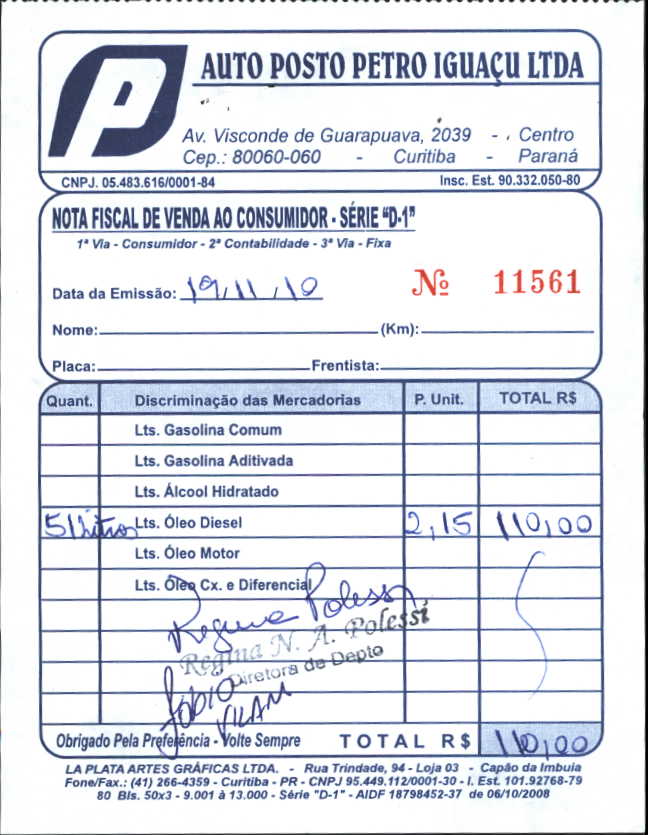 P
AUTO POSTO PETRO IGUAÇU LTDA
Av. Visconde de Guarapuava, 2039 - Centro
Cep.: 80060-060 - Curitiba - Paraná
CNPJ. 05.483.616/0001-84 Insc. Est. 90.332.050-80
NOTA FISCAL DE VENDA AO CONSUMIDOR - SÉRIE "D-1"
1ª Via - Consumidor - 2ª Contabilidade - 3ª Via - Fixa
Data da Emissão: 19/11/10 Nº 11561
Nome: (Km):
Placa: Frentista:
Quant. Discriminação das Mercadorias P. Unit. TOTAL R$
Lts. Gasolina Comum
Lts. Gasolina Aditivada
Lts. Álcool Hidratado
51 litros Lts. Óleo Diesel 2,15 110,00
Lts. Óleo Motor
Lts. Óleo Cx. e Diferencial
Regina Polessi
Regina N. A. Polessi
Diretora de Depto
FÁBIO
VILAM
Obrigado Pela Preferência - Volte Sempre TOTAL R$ 110,00
LA PLATA ARTES GRÁFICAS LTDA. - Rua Trindade, 94 - Loja 03 - Capão da Imbuia
Fone/Fax.: (41) 266-4359 - Curitiba - PR - CNPJ 95.449.112/0001-30 - I. Est. 101.92768-79
80 Bls. 50x3 - 9.001 à 13.000 - Série "D-1" - AIDF 18798452-37 de 06/10/2008